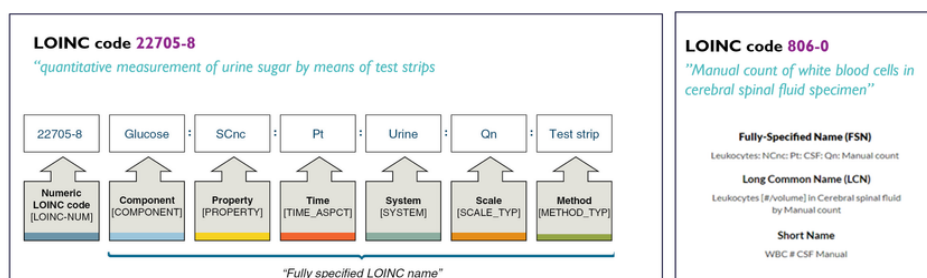 LOINC code 22705-8
“quantitative measurement of urine sugar by means of test strips
22705-8 Glucose : SCnc : Pt : Urine : Qn : Test strip
Numeric LOINC code [LOINC-NUM]
Component [COMPONENT]
Property [PROPERTY]
Time [TIME_ASPCT]
System [SYSTEM]
Scale [SCALE_TYP]
Method [METHOD_TYP]
“Fully specified LOINC name”
LOINC code 806-0
”Manual count of white blood cells in
cerebral spinal fluid specimen”
Fully-Specified Name (FSN)
Leukocytes: NCnc: Pt: CSF: Qn: Manual count
Long Common Name (LCN)
Leukocytes [#/volume] in Cerebral spinal fluid
by Manual count
Short Name
WBC # CSF Manual